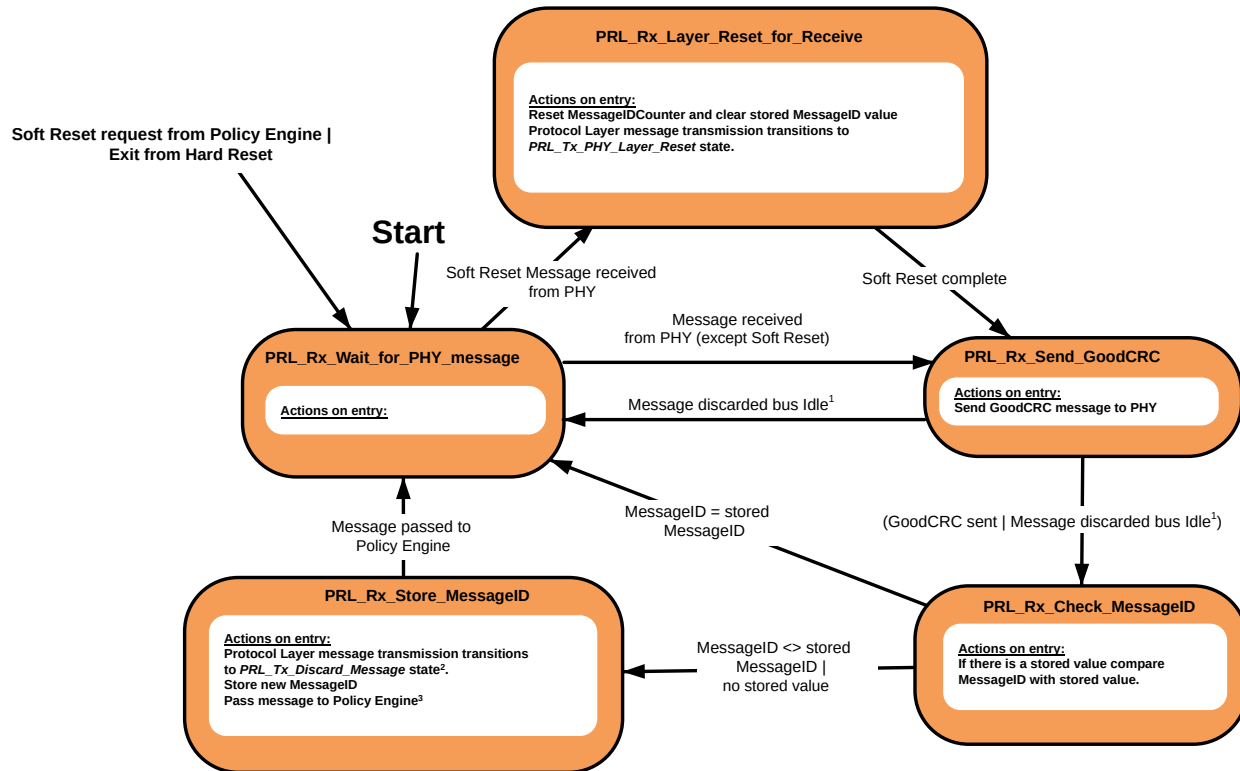 PRL_Rx_Layer_Reset_for_Receive
Actions on entry:
Reset MessageIDCounter and clear stored MessageID value
Protocol Layer message transmission transitions to
PRL_Tx_PHY_Layer_Reset state.
Soft Reset request from Policy Engine |
Exit from Hard Reset
Start
Soft Reset Message received
from PHY
Soft Reset complete
Message received
from PHY (except Soft Reset)
PRL_Rx_Wait_for_PHY_message
Actions on entry:
PRL_Rx_Send_GoodCRC
Actions on entry:
Send GoodCRC message to PHY
Message discarded bus Idle¹
MessageID = stored
MessageID
(GoodCRC sent | Message discarded bus Idle¹)
Message passed to
Policy Engine
PRL_Rx_Store_MessageID
Actions on entry:
Protocol Layer message transmission transitions
to PRL_Tx_Discard_Message state².
Store new MessageID
Pass message to Policy Engine³
MessageID <> stored
MessageID |
no stored value
PRL_Rx_Check_MessageID
Actions on entry:
If there is a stored value compare
MessageID with stored value.